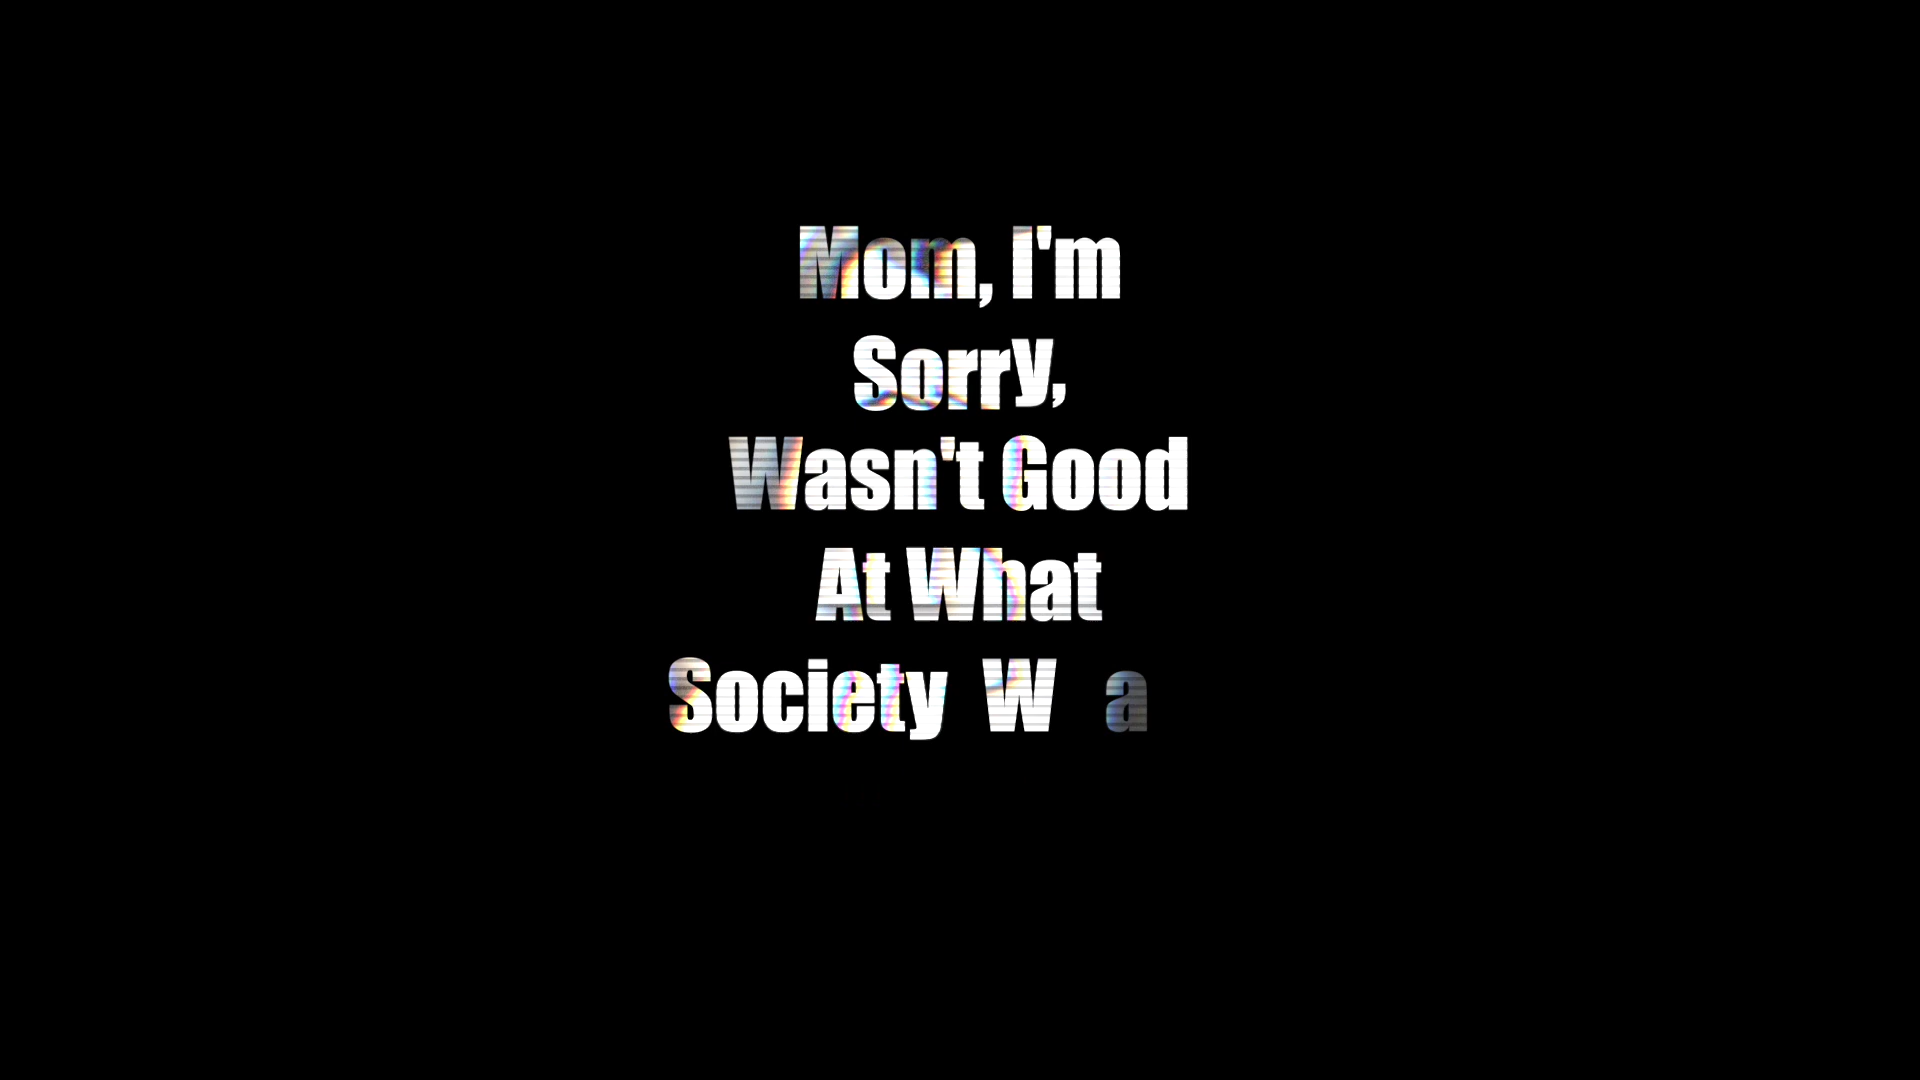 Mom, I'm
Sorry,
Wasn't Good
At What
Society W a